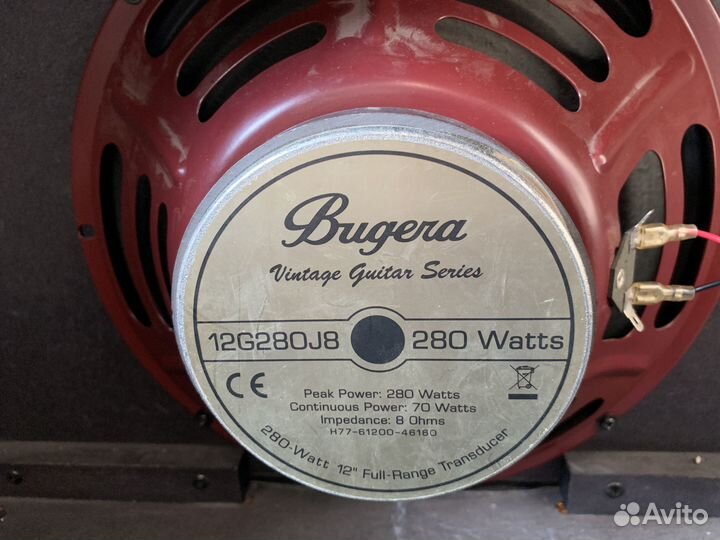 Bugera
Vintage Guitar Series
12G280J8 280 Watts
CE
Peak Power: 280 Watts
Continuous Power: 70 Watts
Impedance: 8 Ohms
H77-61200-46160
280-Watt 12" Full-Range Transducer
Avito